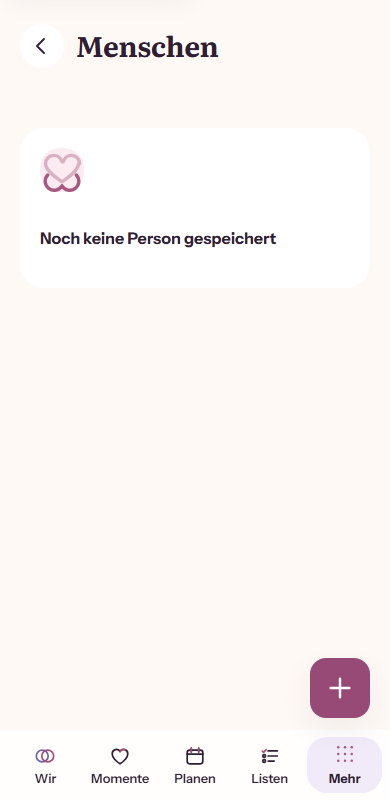 Menschen
Noch keine Person gespeichert
Wir
Momente
Planen
Listen
Mehr